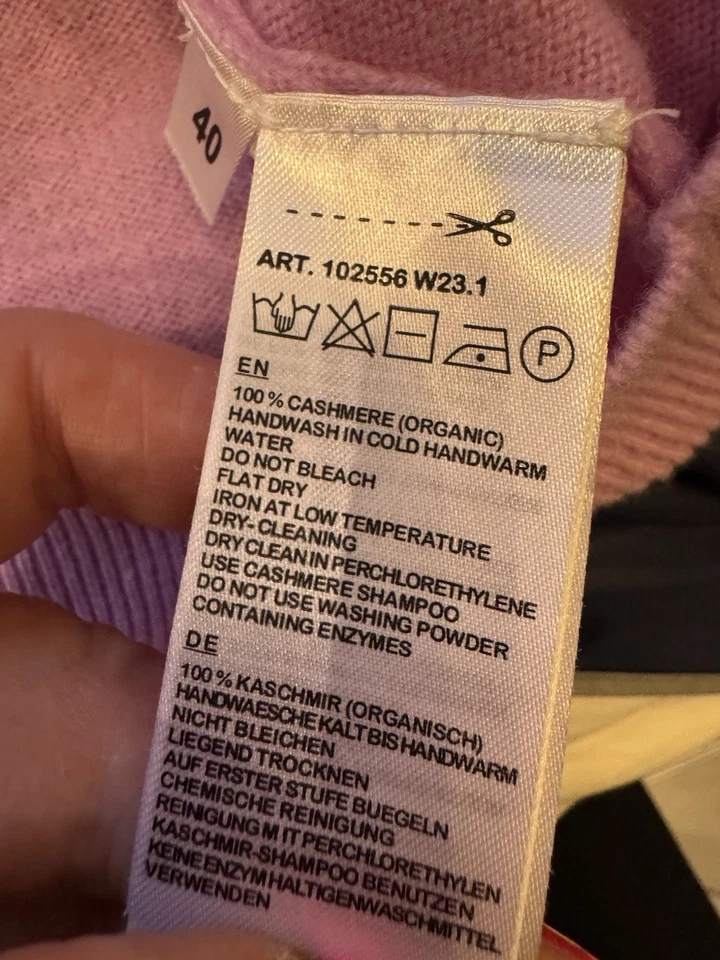 40
ART. 102556 W23.1
P
EN
100 % CASHMERE (ORGANIC)
HANDWASH IN COLD HANDWARM
WATER
DO NOT BLEACH
FLAT DRY
IRON AT LOW TEMPERATURE
DRY-CLEANING
DRY CLEAN IN PERCHLORETHYLENE
USE CASHMERE SHAMPOO
DO NOT USE WASHING POWDER
CONTAINING ENZYMES
DE
100 % KASCHMIR (ORGANISCH)
HANDWAESCHE KALT BIS HANDWARM
NICHT BLEICHEN
LIEGEND TROCKNEN
AUF ERSTER STUFE BUEGELN
CHEMISCHE REINIGUNG
REINIGUNG MIT PERCHLORETHYLEN
KASCHMIR-SHAMPOO BENUTZEN
KEINE ENZYMHALTIGEN WASCHMITTEL
VERWENDEN